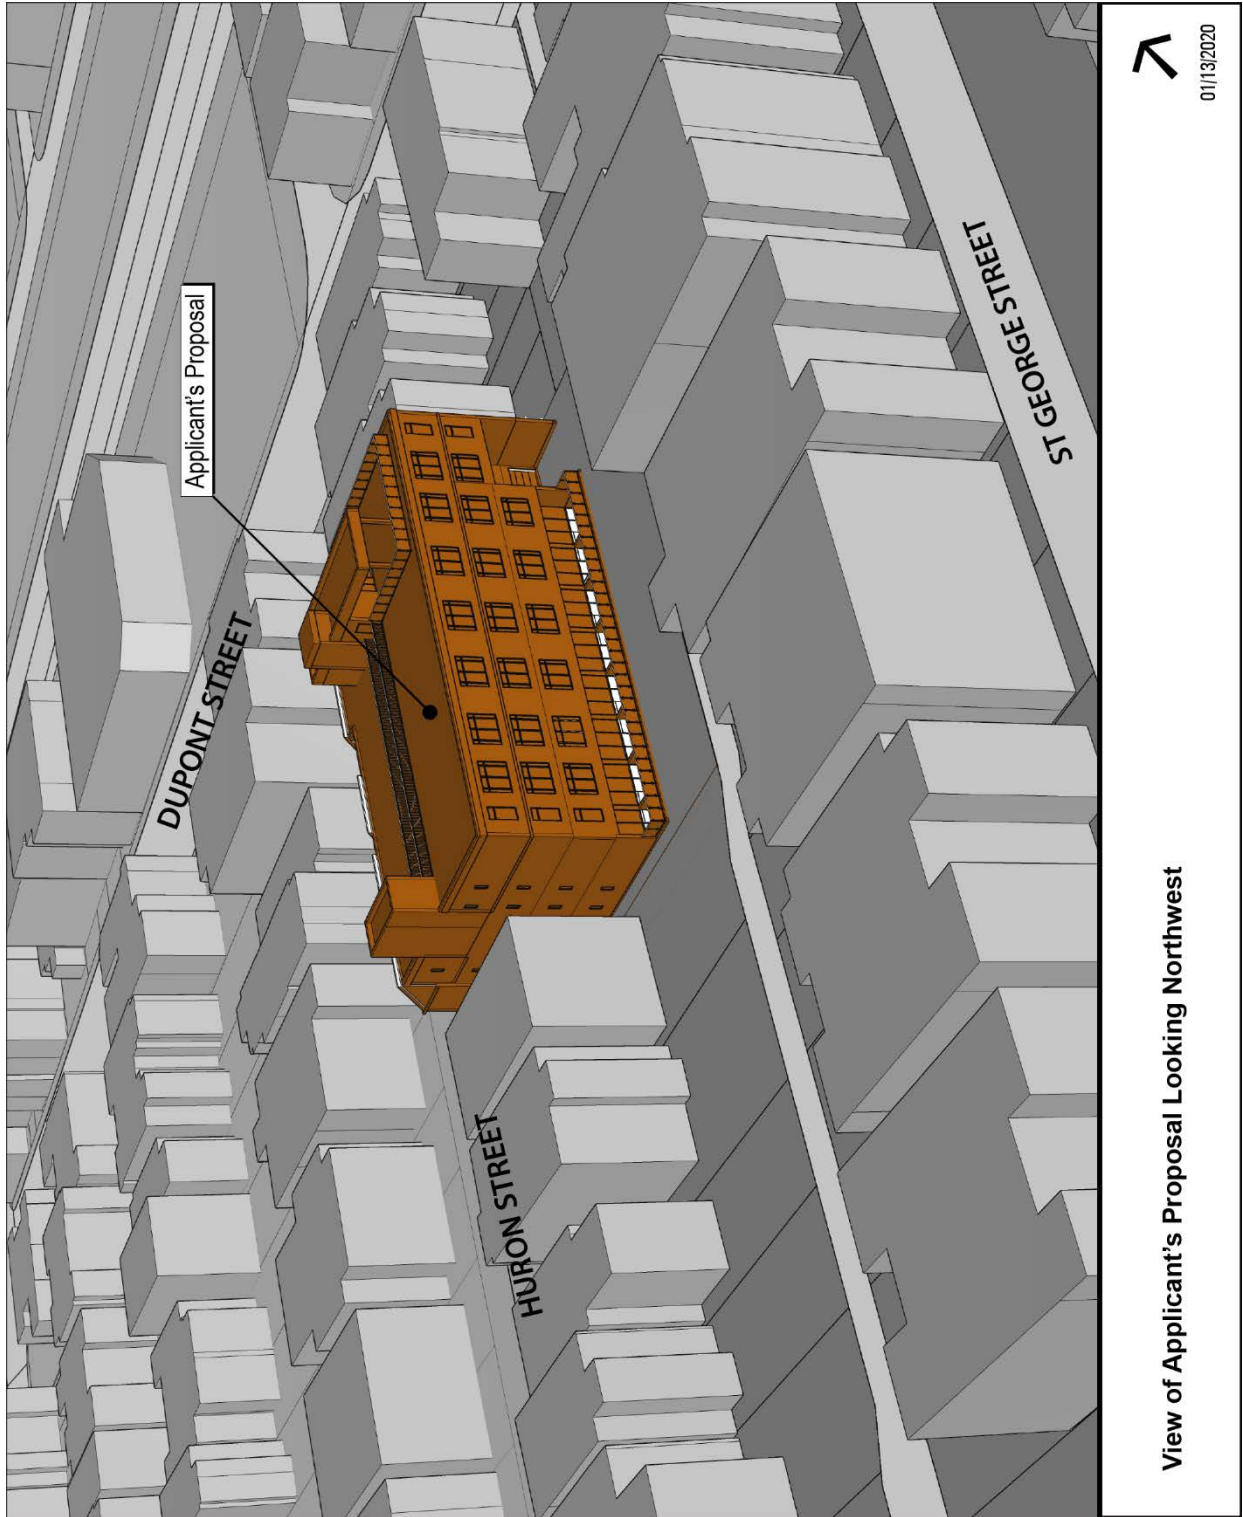 Applicant's Proposal
DUPONT STREET
HURON STREET
ST GEORGE STREET
View of Applicant's Proposal Looking Northwest
01/13/2020